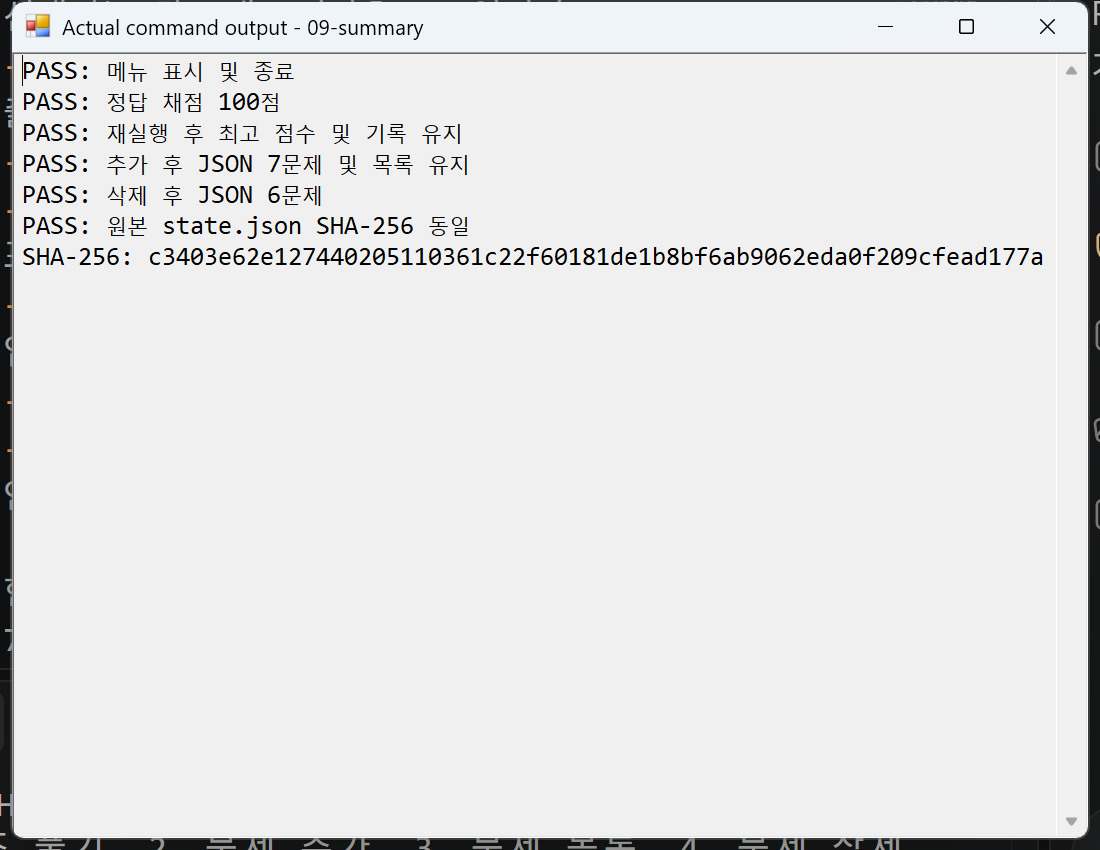 Actual command output - 09-summary
PASS: 메뉴 표시 및 종료
PASS: 정답 채점 100점
PASS: 재실행 후 최고 점수 및 기록 유지
PASS: 추가 후 JSON 7문제 및 목록 유지
PASS: 삭제 후 JSON 6문제
PASS: 원본 state.json SHA-256 동일
SHA-256: c3403e62e127440205110361c22f60181de1b8bf6ab9062eda0f209cfead177a